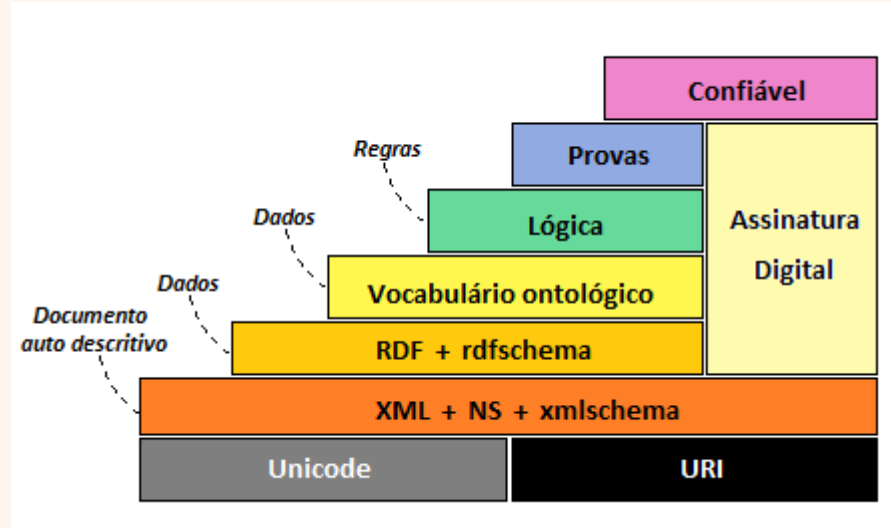 Confiável
Regras
Provas
Dados
Lógica
Assinatura
Digital
Dados
Vocabulário ontológico
Documento
auto descritivo
RDF + rdfschema
XML + NS + xmlschema
Unicode
URI